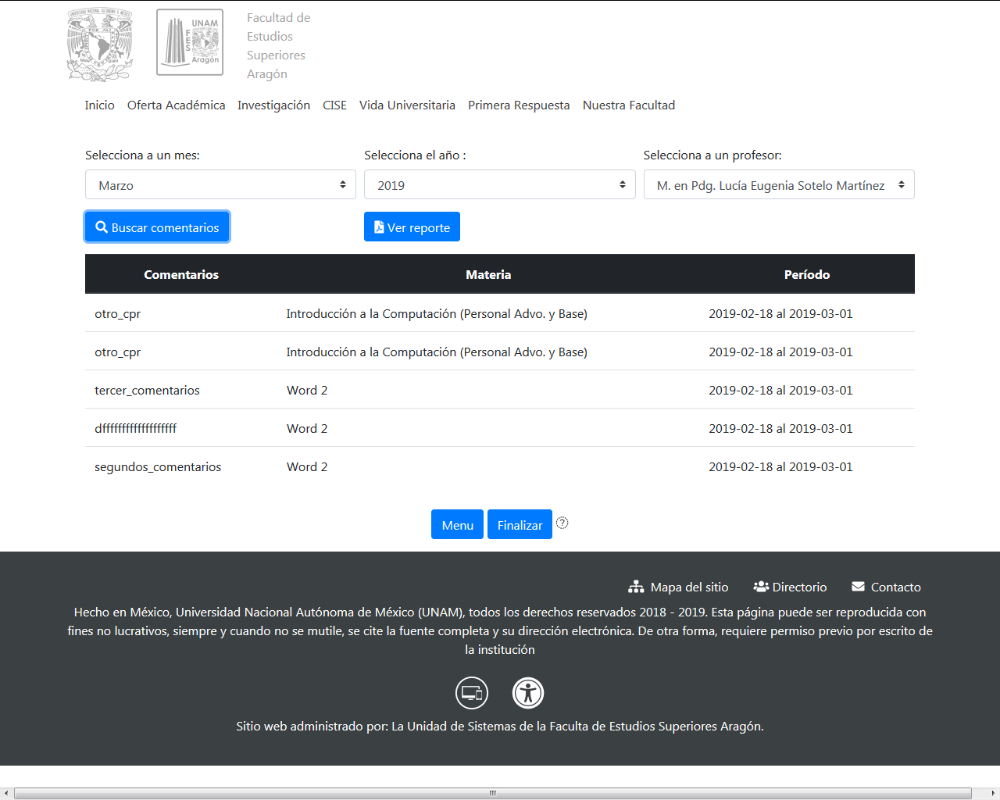 UNIVERSIDAD NACIONAL AUTÓNOMA DE MÉXICO
UNAM
FES
Aragón
Facultad de
Estudios
Superiores
Aragón
Inicio Oferta Académica Investigación CISE Vida Universitaria Primera Respuesta Nuestra Facultad
Selecciona a un mes: Selecciona el año : Selecciona a un profesor:
Marzo 2019 M. en Pdg. Lucía Eugenia Sotelo Martínez
Buscar comentarios Ver reporte
Comentarios Materia Período
otro_cpr Introducción a la Computación (Personal Advo. y Base) 2019-02-18 al 2019-03-01
otro_cpr Introducción a la Computación (Personal Advo. y Base) 2019-02-18 al 2019-03-01
tercer_comentarios Word 2 2019-02-18 al 2019-03-01
dfffffffffffffffffff Word 2 2019-02-18 al 2019-03-01
segundos_comentarios Word 2 2019-02-18 al 2019-03-01
Menu Finalizar ?
Mapa del sitio Directorio Contacto
Hecho en México, Universidad Nacional Autónoma de México (UNAM), todos los derechos reservados 2018 - 2019. Esta página puede ser reproducida con
fines no lucrativos, siempre y cuando no se mutile, se cite la fuente completa y su dirección electrónica. De otra forma, requiere permiso previo por escrito de
la institución
Sitio web administrado por: La Unidad de Sistemas de la Faculta de Estudios Superiores Aragón.